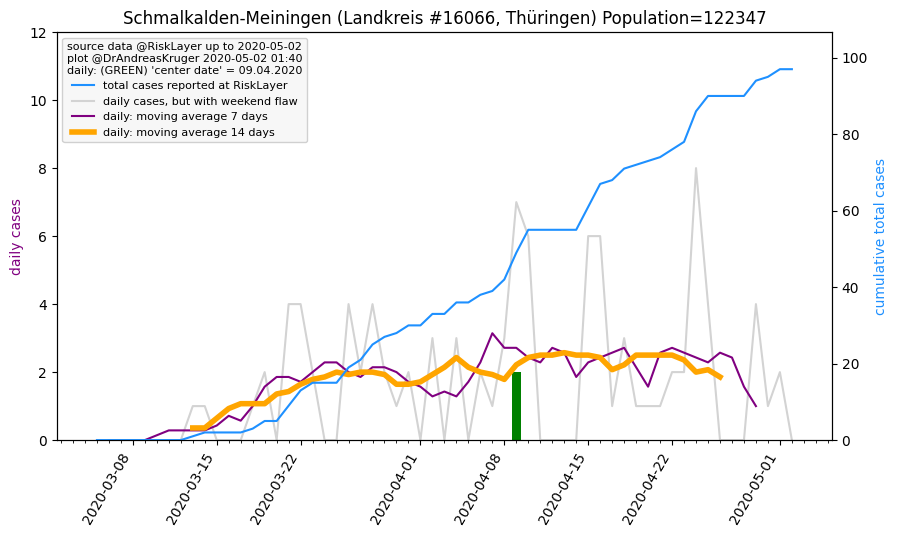 Schmalkalden-Meiningen (Landkreis #16066, Thüringen) Population=122347
source data @RiskLayer up to 2020-05-02
plot @DrAndreasKruger 2020-05-02 01:40
daily: (GREEN) 'center date' = 09.04.2020
total cases reported at RiskLayer
daily cases, but with weekend flaw
daily: moving average 7 days
daily: moving average 14 days
daily cases
12
10
8
6
4
2
0
100
80
60
40
20
0
cumulative total cases
2020-03-08
2020-03-15
2020-03-22
2020-04-01
2020-04-08
2020-04-15
2020-04-22
2020-05-01